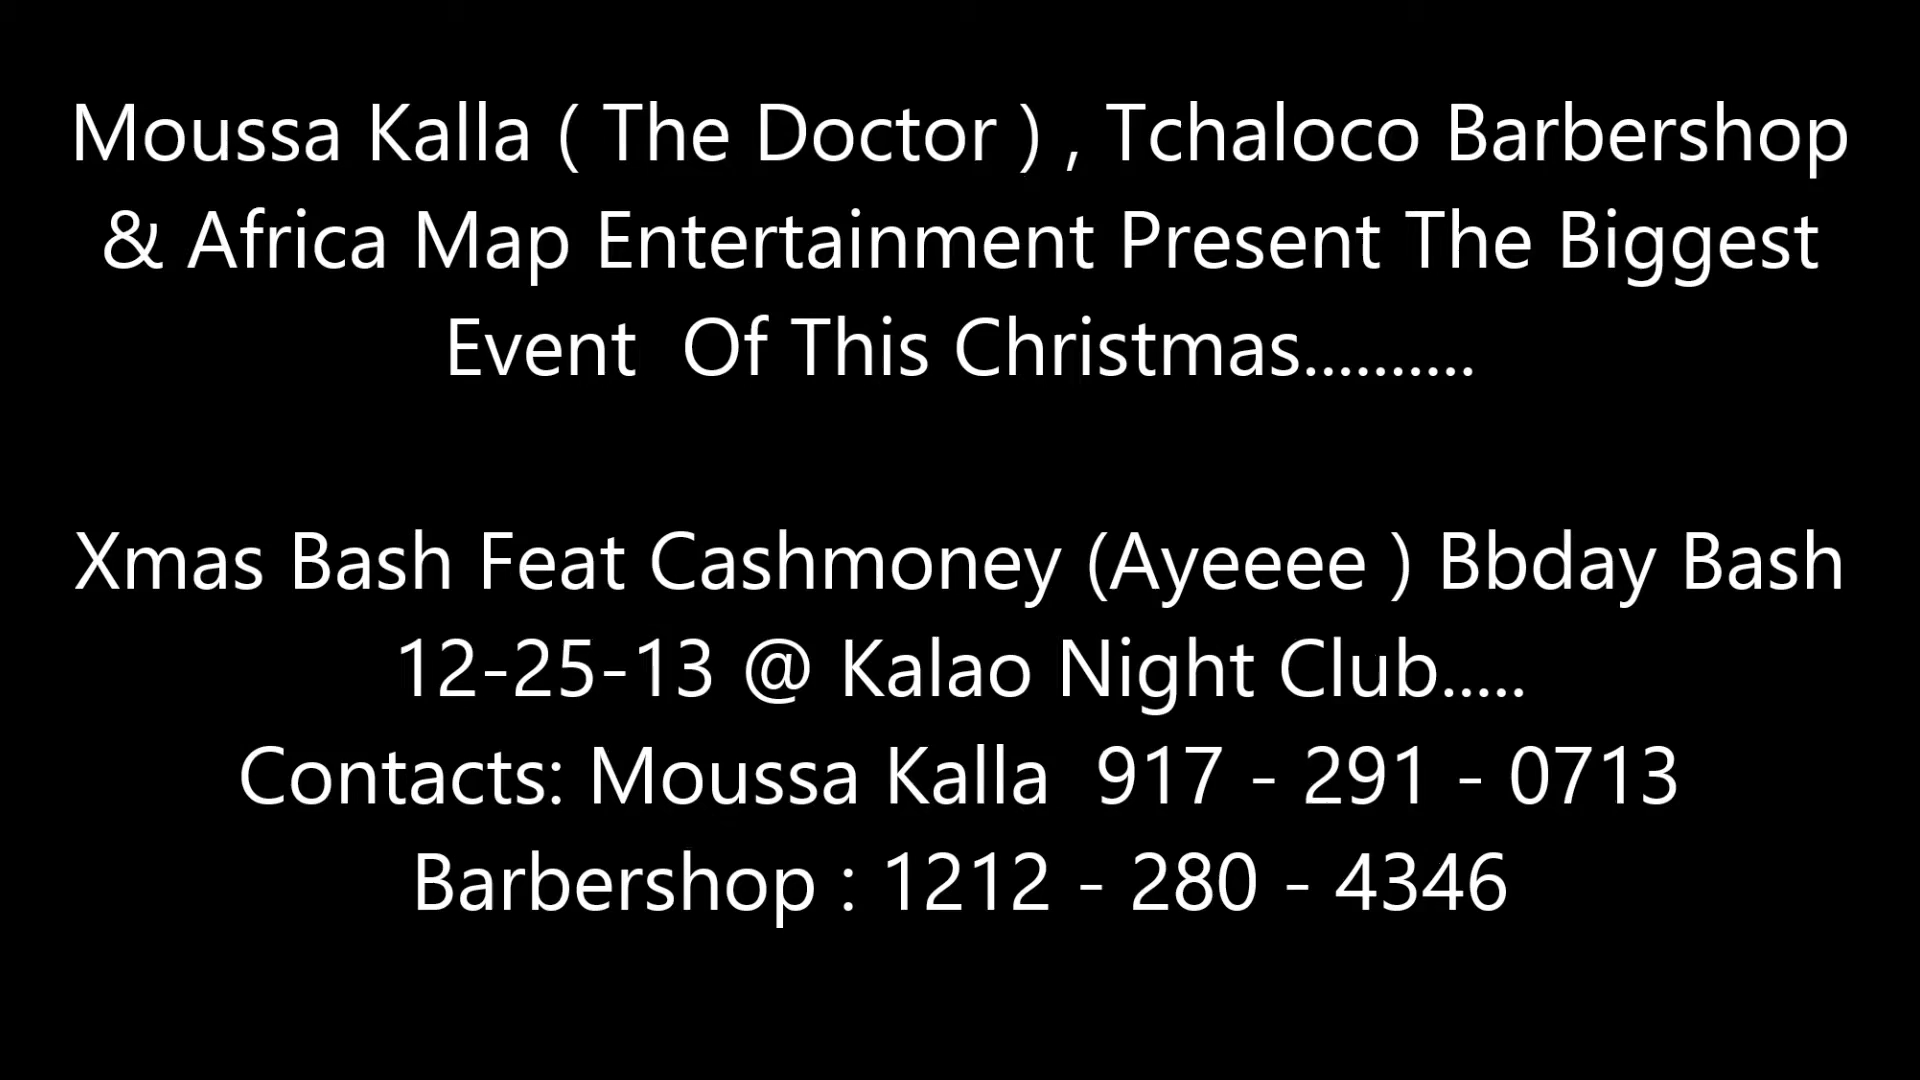 Moussa Kalla ( The Doctor ) , Tchaloco Barbershop
& Africa Map Entertainment Present The Biggest
Event  Of This Christmas..........
Xmas Bash Feat Cashmoney (Ayeeee ) Bbday Bash
12-25-13 @ Kalao Night Club.....
Contacts: Moussa Kalla  917 - 291 - 0713
Barbershop : 1212 - 280 - 4346